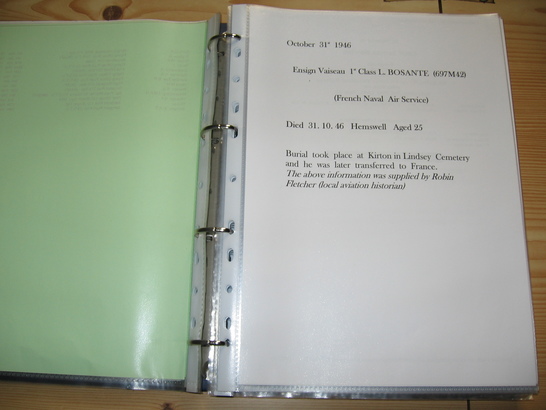 October 31st 1946
Ensign Vaiseau 1st Class L. BOSANTE (697M42)
(French Naval Air Service)
Died 31. 10. 46 Hemswell Aged 25
Burial took place at Kirton in Lindsey Cemetery
and he was later transferred to France.
The above information was supplied by Robin
Fletcher (local aviation historian)